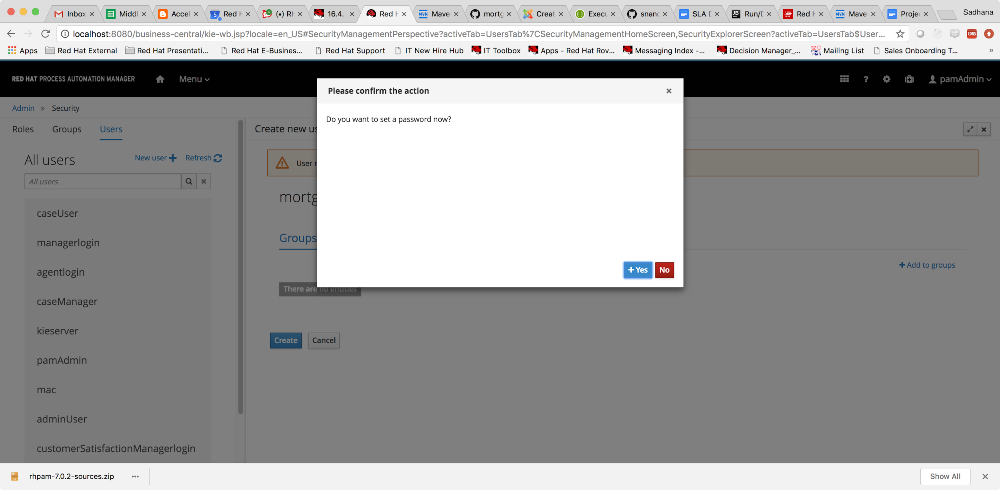 Inbox
Middl
Accel
5
Red H
(•) RH
16.4.
Red H
MVN Mave
mortg
Creat
Execu
snanc
SLA D
JB Run/D
Red H
MVN Mave
Projec
Sadhana
localhost:8080/business-central/kie-wb.jsp?locale=en_US#SecurityManagementPerspective?activeTab=UsersTab%7CSecurityManagementHomeScreen,SecurityExplorerScreen?activeTab=UsersTab$User...
CORS
Apps
Red Hat External
Red Hat Presentati...
Red Hat E-Busines...
Red Hat Support
IT New Hire Hub
IT Toolbox
Apps - Red Hat Rov...
Messaging Index -...
Decision Manager_...
Mailing List
Sales Onboarding T...
»
RED HAT PROCESS AUTOMATION MANAGER
Menu
?
pamAdmin
Please confirm the action
×
Admin » Security
Do you want to set a password now?
Roles
Groups
Users
Create new us
All users
New user +
Refresh
User
All users
mortg
caseUser
Groups
managerlogin
+ Add to groups
+ Yes
No
agentlogin
There are no entities
caseManager
kieserver
Create
Cancel
pamAdmin
mac
adminUser
customerSatisfactionManagerlogin
rhpam-7.0.2-sources.zip
Show All